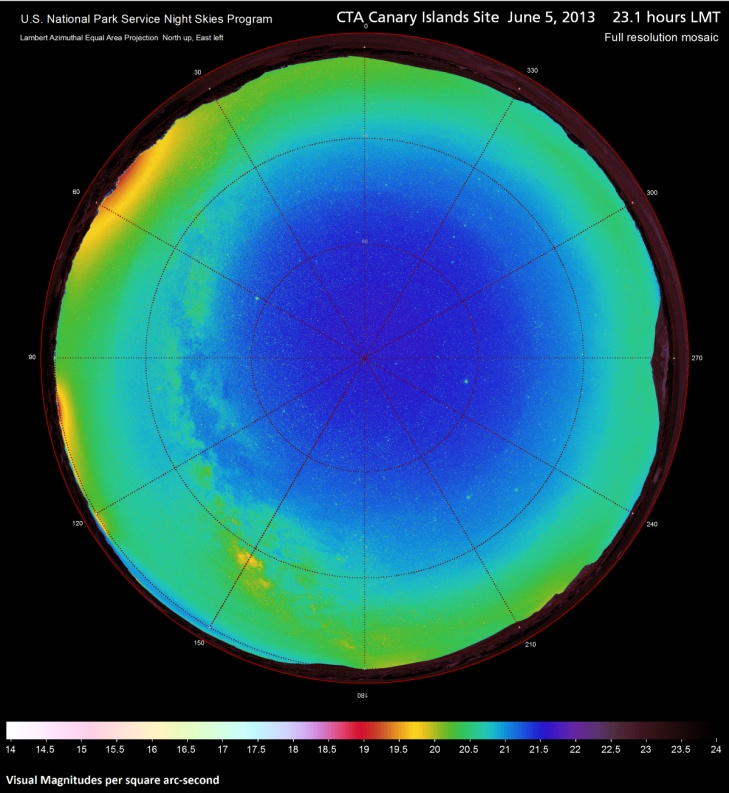 U.S. National Park Service Night Skies Program
CTA Canary Islands Site June 5, 2013 23.1 hours LMT
Lambert Azimuthal Equal Area Projection North up, East left
Full resolution mosaic
0
30
330
60
300
60
90
270
120
240
150
210
180
14 14.5 15 15.5 16 16.5 17 17.5 18 18.5 19 19.5 20 20.5 21 21.5 22 22.5 23 23.5 24
Visual Magnitudes per square arc-second